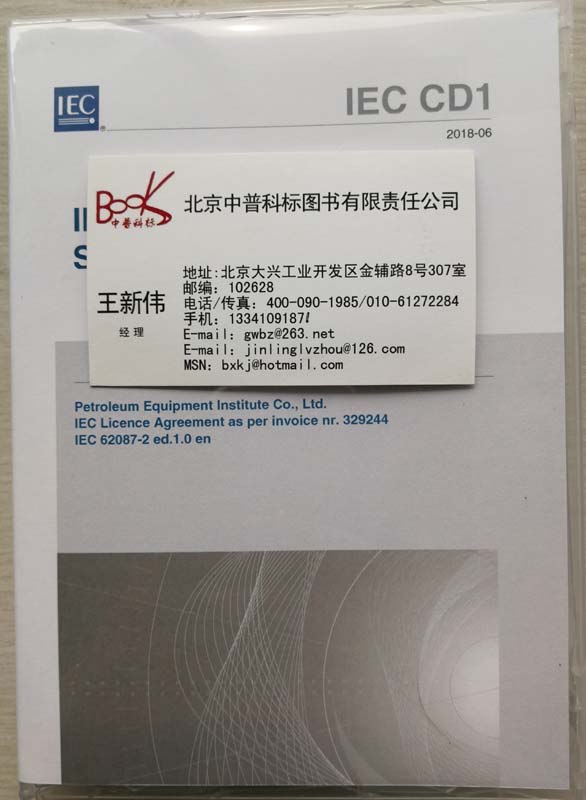 IEC
®
IEC CD1
2018-06
BOOK
中普科标
北京中普科标图书有限责任公司
地址:北京大兴工业开发区金辅路8号307室
邮编: 102628
王新伟
电话/传真: 400-090-1985/010-61272284
经 理
手机: 1334109187l
E-mail: gwbz@263.net
E-mail: jinlinglvzhou@126.com
MSN: bxkj@hotmail.com
Petroleum Equipment Institute Co., Ltd.
IEC Licence Agreement as per invoice nr. 329244
IEC 62087-2 ed.1.0 en